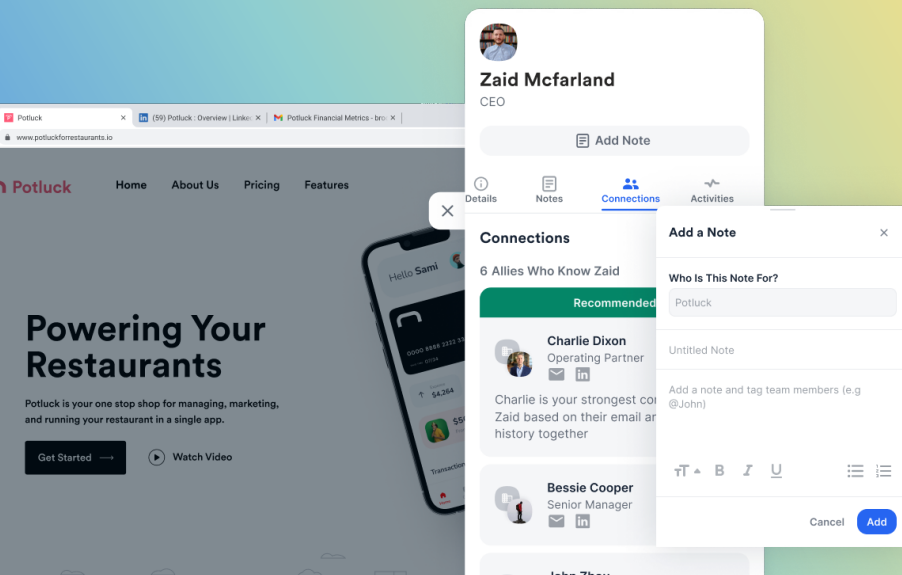 Potluck
(59) Potluck : Overview | Linke
Potluck Financial Metrics - bro
www.potluckforrestaurants.io
Potluck
Home
About Us
Pricing
Features
Hello Sami
$4,264
Transaction
Powering Your
Restaurants
Potluck is your one stop shop for managing, marketing,
and running your restaurant in a single app.
Get Started
Watch Video
Zaid Mcfarland
CEO
Add Note
Details
Notes
Connections
Activities
Connections
6 Allies Who Know Zaid
Recommended
Charlie Dixon
Operating Partner
Charlie is your strongest co
Zaid based on their email a
history together
Bessie Cooper
Senior Manager
Add a Note
Who Is This Note For?
Potluck
Untitled Note
Add a note and tag team members (e.g
@John)
Cancel
Add